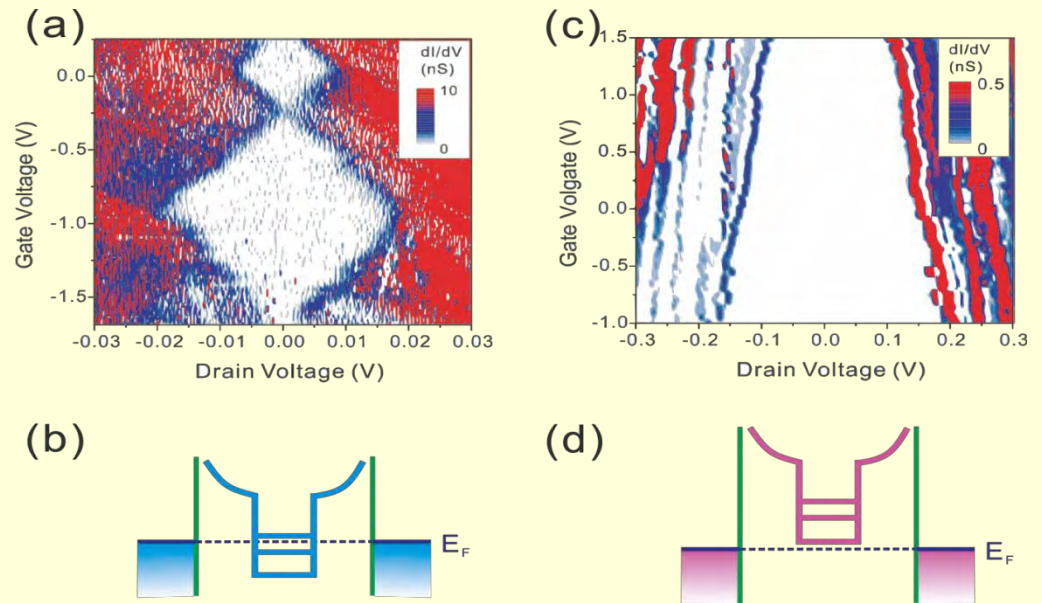 (a)
dI/dV
(nS)
10
0
0.0
-0.5
-1.0
-1.5
Gate Voltage (V)
-0.03 -0.02 -0.01 0.00 0.01 0.02 0.03
Drain Voltage (V)
(c)
dI/dV
(nS)
0.5
0
1.5
1.0
0.5
0.0
-0.5
-1.0
Gate Volgate (V)
-0.3 -0.2 -0.1 0.0 0.1 0.2 0.3
Drain Voltage (V)
(b)
E_F
(d)
E_F